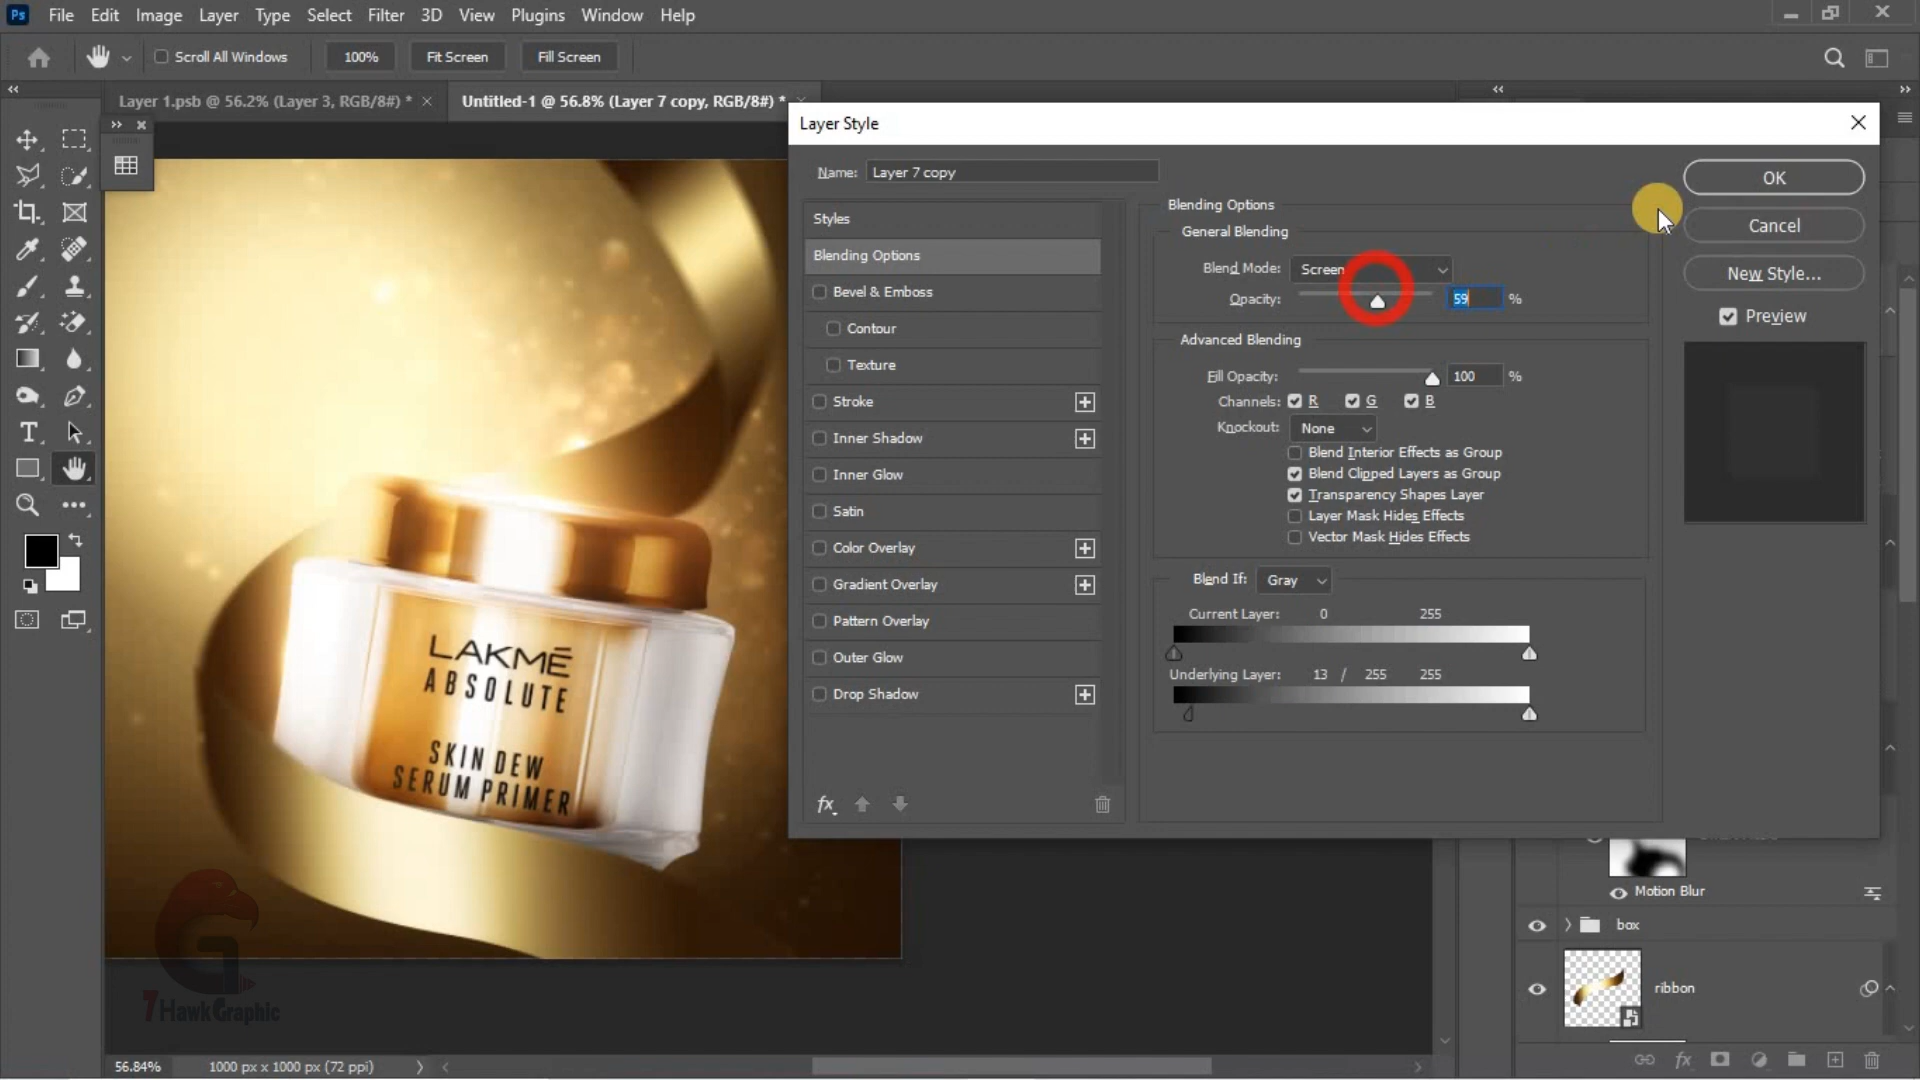 Ps File Edit Image Layer Type Select Filter 3D View Plugins Window Help
Scroll All Windows 100% Fit Screen Fill Screen
Layer 1.psb @ 56.2% (Layer 3, RGB/8#) * Untitled-1 @ 56.8% (Layer 7 copy, RGB/8#) *
Layer Style
Name: Layer 7 copy
Styles
Blending Options
Bevel & Emboss
Contour
Texture
Stroke
Inner Shadow
Inner Glow
Satin
Color Overlay
Gradient Overlay
Pattern Overlay
Outer Glow
Drop Shadow
fx
Blending Options
General Blending
Blend Mode: Screen
Opacity: 59 %
Advanced Blending
Fill Opacity: 100 %
Channels: R G B
Knockout: None
Blend Interior Effects as Group
Blend Clipped Layers as Group
Transparency Shapes Layer
Layer Mask Hides Effects
Vector Mask Hides Effects
Blend If: Gray
Current Layer: 0 255
Underlying Layer: 13 / 255 255
OK
Cancel
New Style...
Preview
LAKMĒ
ABSOLUTE
SKIN DEW
SERUM PRIMER
7HawkGraphic
Motion Blur
box
ribbon
fx
56.84% 1000 px x 1000 px (72 ppi)